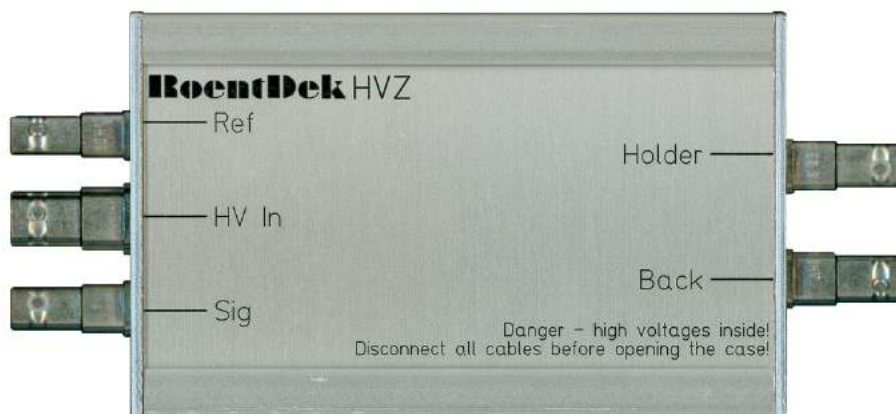 RoentDek HVZ
Ref
Holder
HV In
Back
Sig
Danger - high voltages inside!
Disconnect all cables before opening the case!